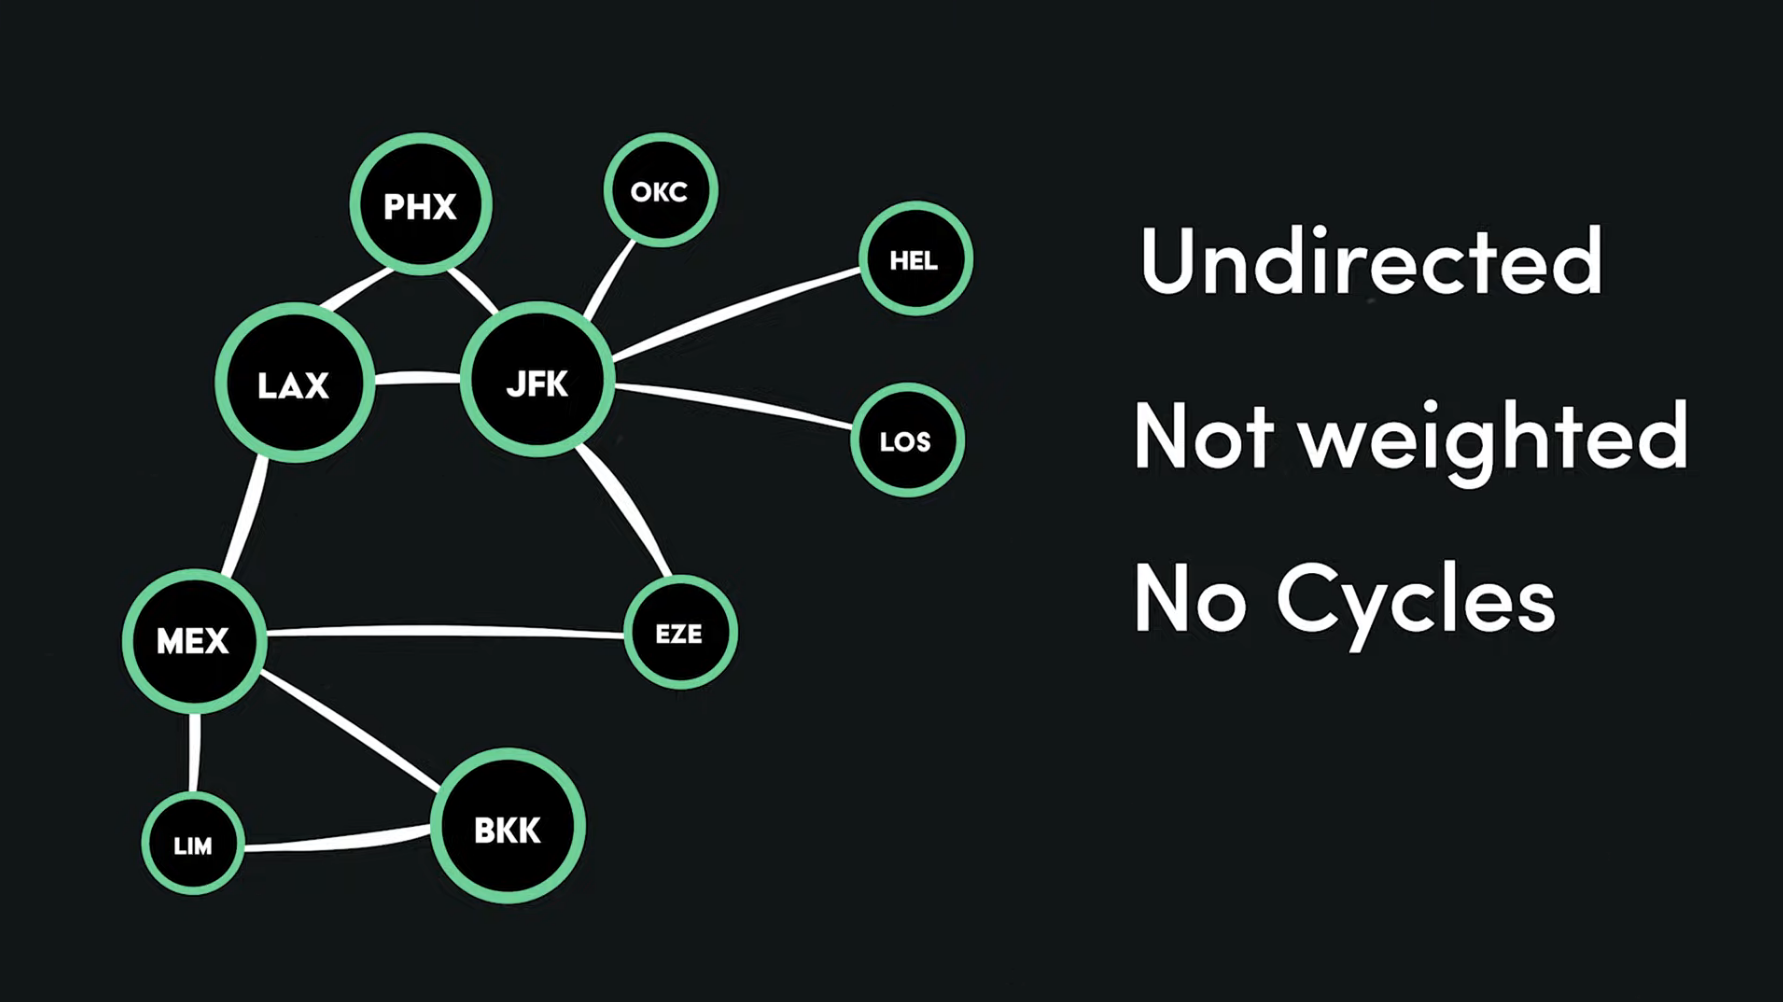 PHX
OKC
HEL
LAX
JFK
LOS
MEX
EZE
LIM
BKK
Undirected
Not weighted
No Cycles